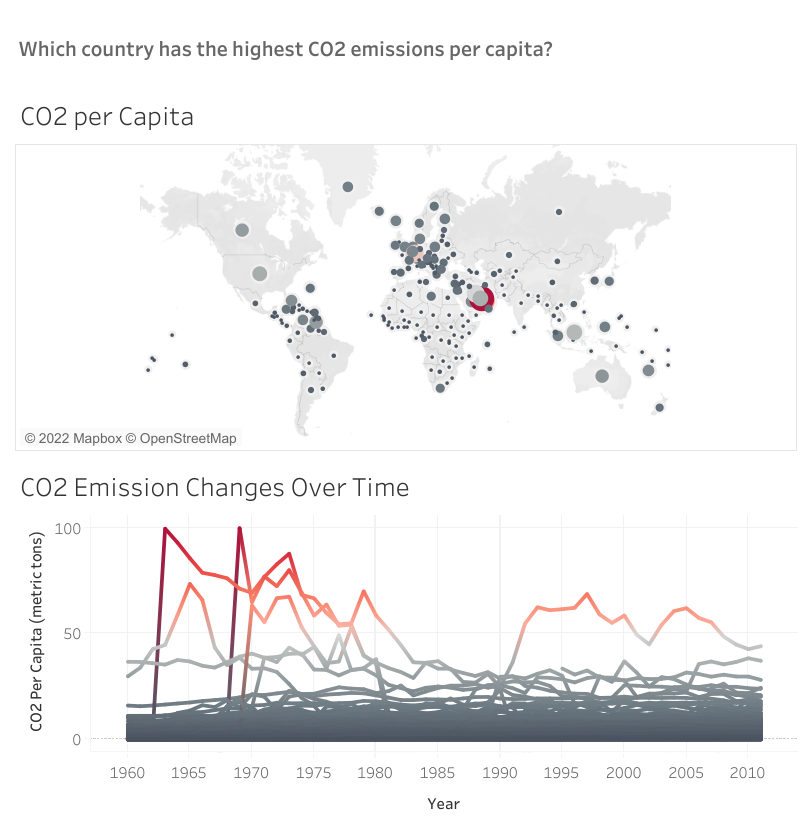 Which country has the highest CO2 emissions per capita?
CO2 per Capita
© 2022 Mapbox © OpenStreetMap
CO2 Emission Changes Over Time
CO2 Per Capita (metric tons)
100
50
0
1960 1965 1970 1975 1980 1985 1990 1995 2000 2005 2010
Year